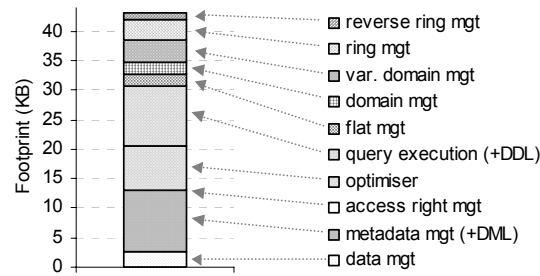 Footprint (KB)
40
35
30
25
20
15
10
5
0
reverse ring mgt
ring mgt
var. domain mgt
domain mgt
flat mgt
query execution (+DDL)
optimiser
access right mgt
metadata mgt (+DML)
data mgt